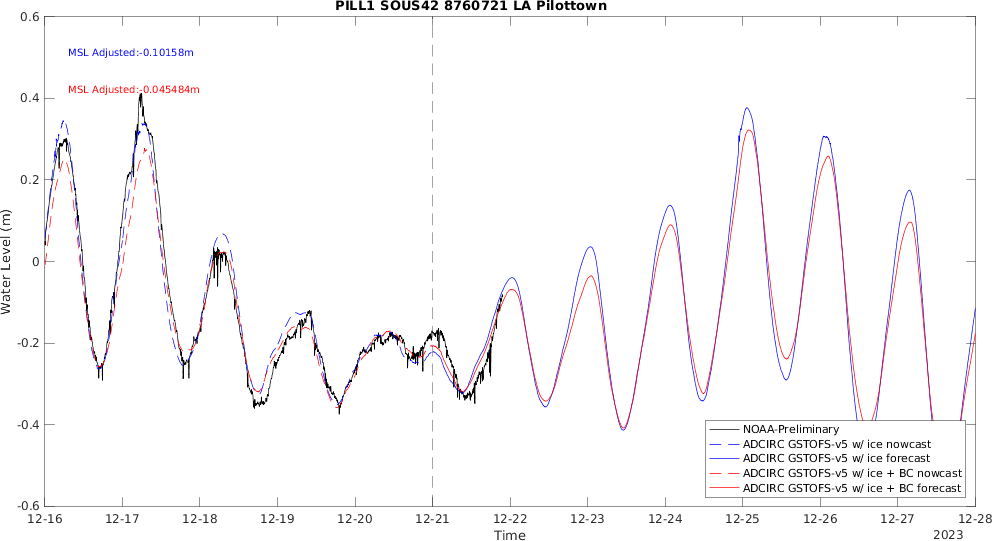 PILL1 SOUS42 8760721 LA Pilottown
MSL Adjusted:-0.10158m
MSL Adjusted:-0.045484m
Water Level (m)
0.6
0.4
0.2
0
-0.2
-0.4
-0.6
NOAA-Preliminary
ADCIRC GSTOFS-v5 w/ ice nowcast
ADCIRC GSTOFS-v5 w/ ice forecast
ADCIRC GSTOFS-v5 w/ ice + BC nowcast
ADCIRC GSTOFS-v5 w/ ice + BC forecast
12-16 12-17 12-18 12-19 12-20 12-21 12-22 12-23 12-24 12-25 12-26 12-27 12-28
Time
2023